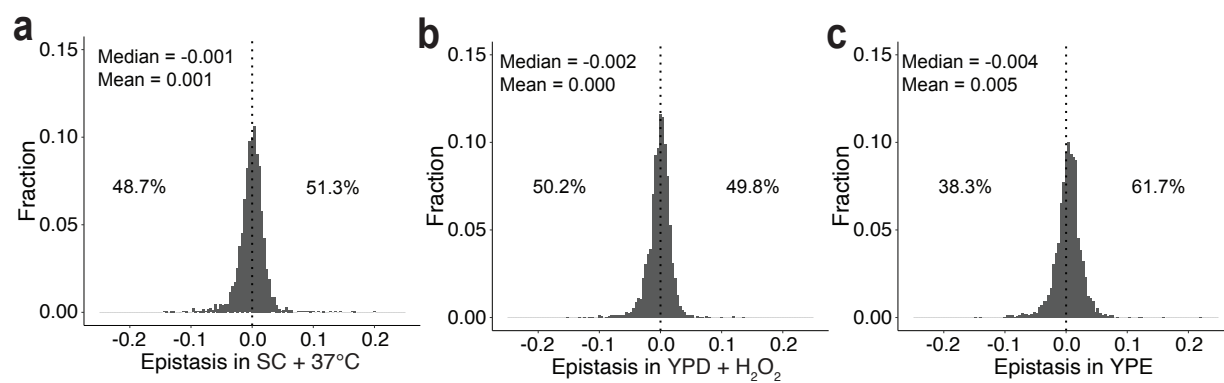 a
Median = -0.001
Mean = 0.001
48.7%
51.3%
Fraction
0.15
0.10
0.05
0.00
-0.2
-0.1
0.0
0.1
0.2
Epistasis in SC + 37°C
b
Median = -0.002
Mean = 0.000
50.2%
49.8%
Fraction
0.15
0.10
0.05
0.00
-0.2
-0.1
0.0
0.1
0.2
Epistasis in YPD + H₂O₂
c
Median = -0.004
Mean = 0.005
38.3%
61.7%
Fraction
0.15
0.10
0.05
0.00
-0.2
-0.1
0.0
0.1
0.2
Epistasis in YPE